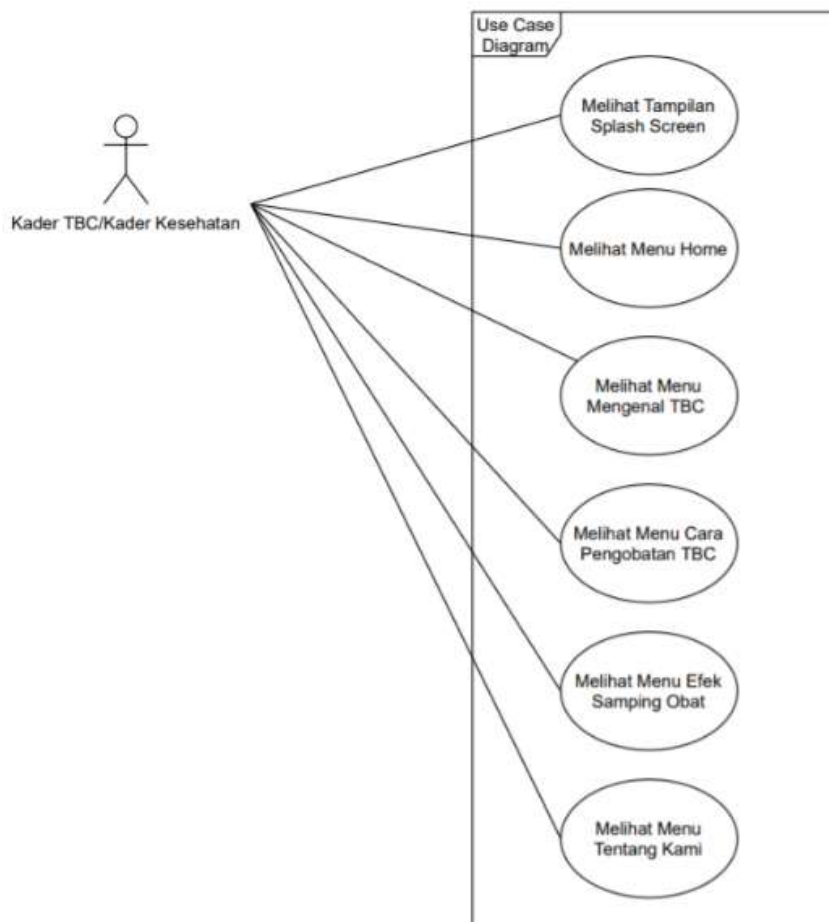 Use Case
Diagram
Melihat Tampilan
Splash Screen
Kader TBC/Kader Kesehatan
Melihat Menu Home
Melihat Menu
Mengenal TBC
Melihat Menu Cara
Pengobatan TBC
Melihat Menu Efek
Samping Obat
Melihat Menu
Tentang Kami